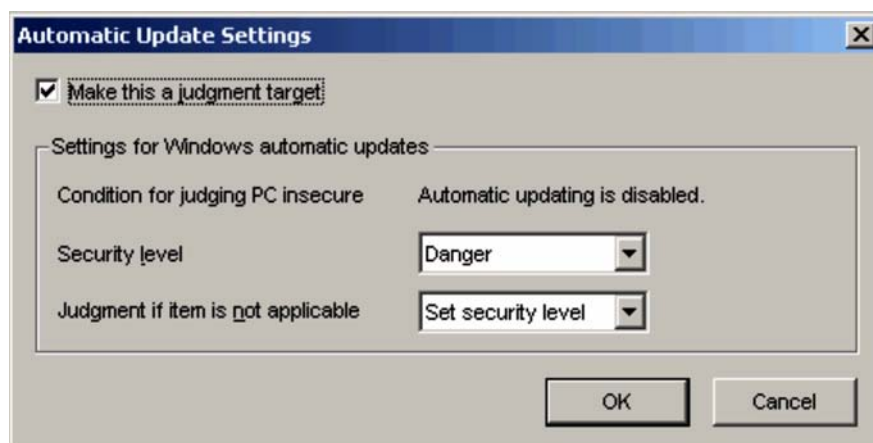 Automatic Update Settings
Make this a judgment target
Settings for Windows automatic updates
Condition for judging PC insecure Automatic updating is disabled.
Security level Danger
Judgment if item is not applicable Set security level
OK Cancel